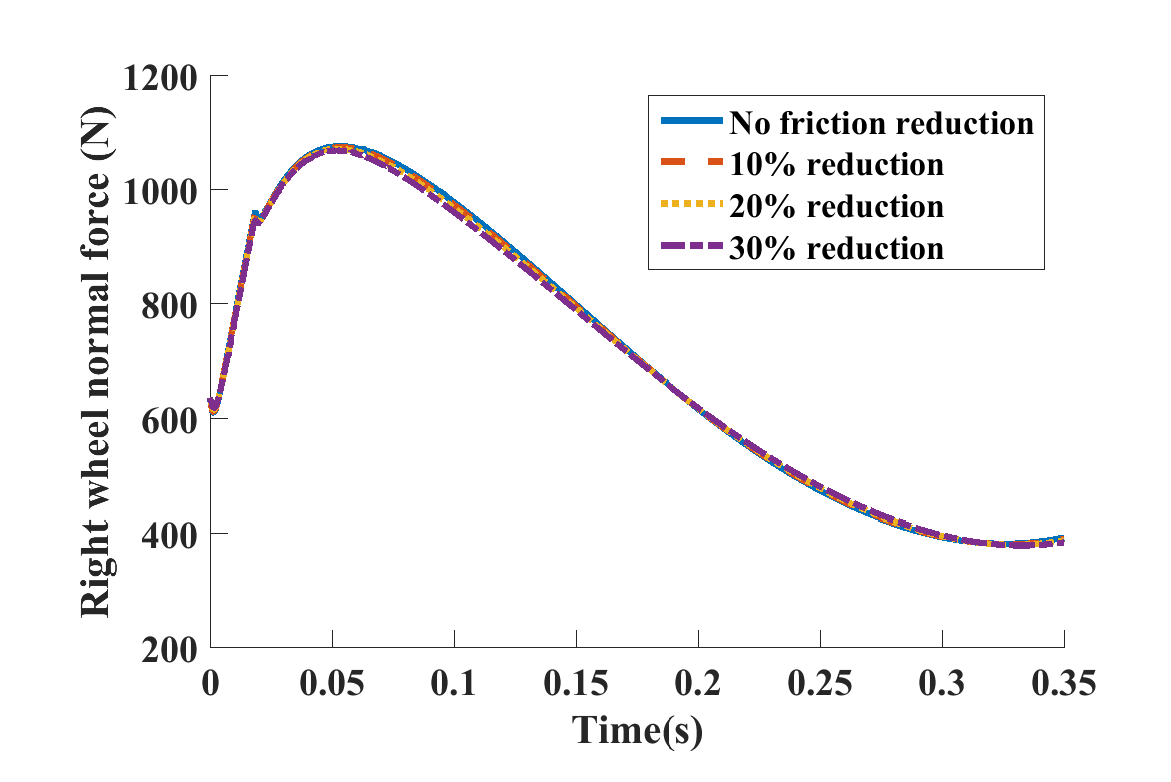 1200
1000
800
600
400
200
Right wheel normal force (N)
No friction reduction
10% reduction
20% reduction
30% reduction
0 0.05 0.1 0.15 0.2 0.25 0.3 0.35
Time(s)